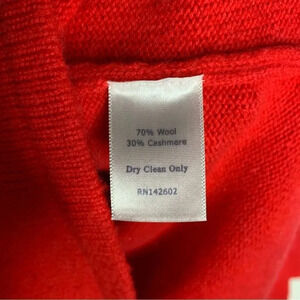 70% Wool
30% Cashmere
Dry Clean Only
RN142602